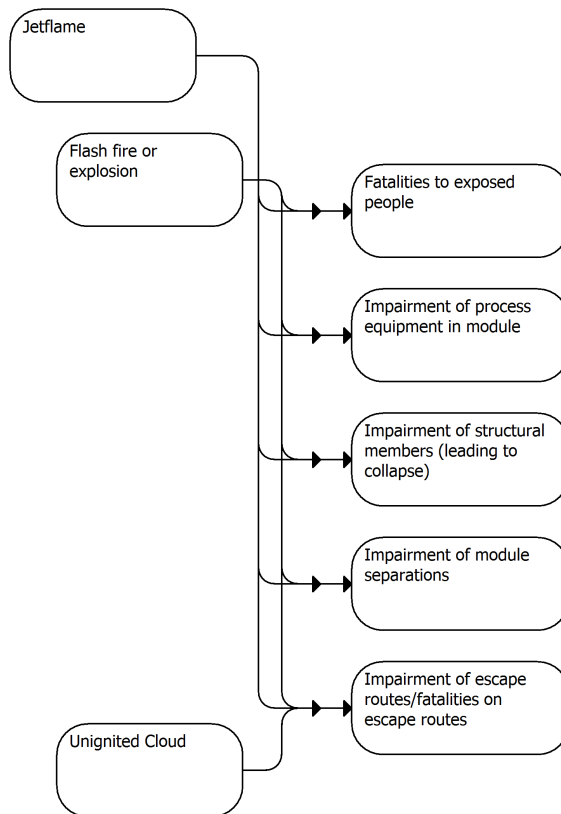 Jetflame
Flash fire or
explosion
Fatalities to exposed
people
Impairment of process
equipment in module
Impairment of structural
members (leading to
collapse)
Impairment of module
separations
Impairment of escape
routes/fatalities on
escape routes
Unignited Cloud